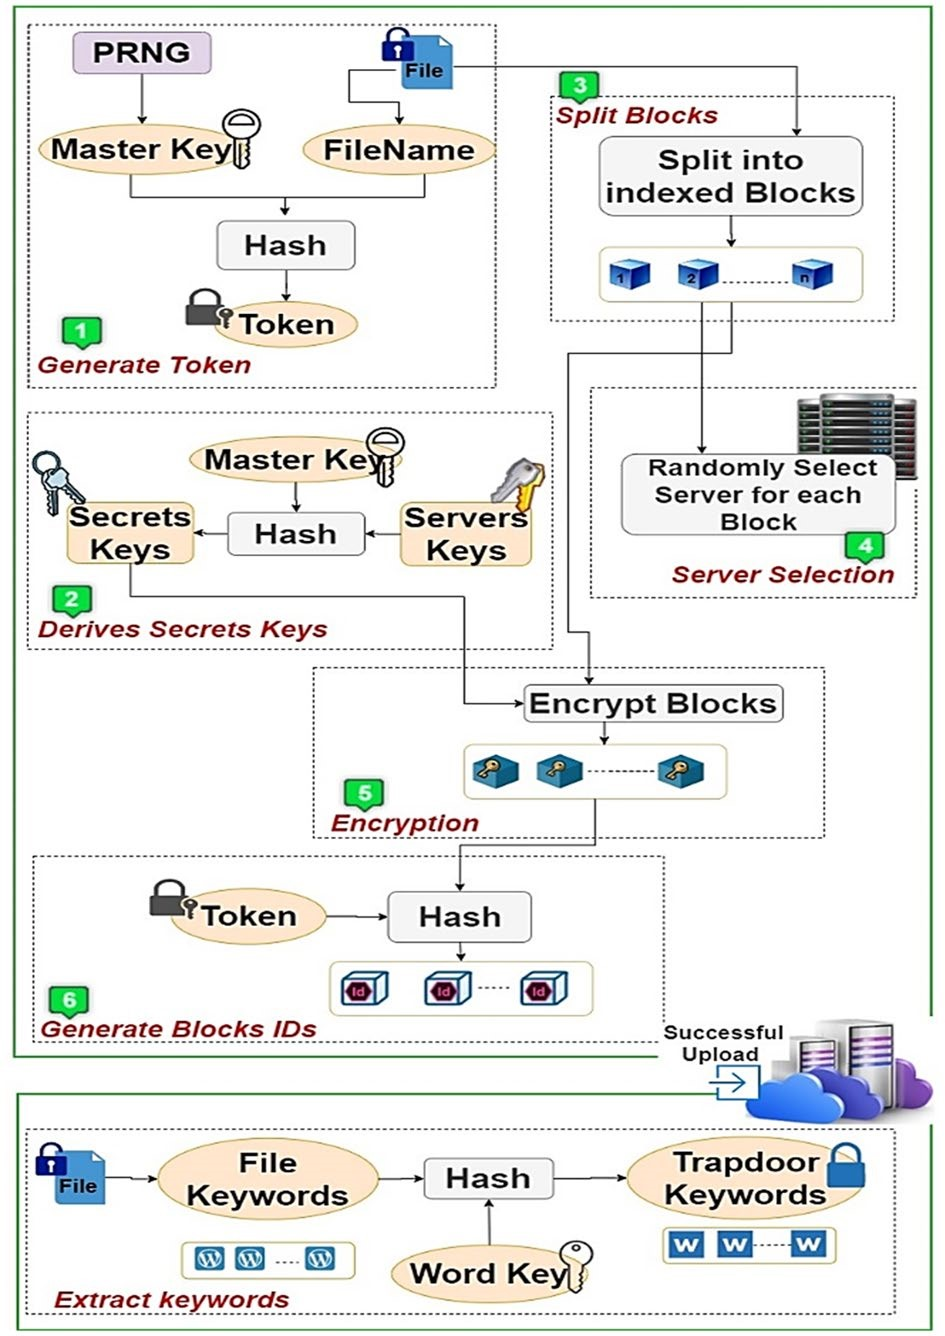 PRNG
File
Master Key
FileName
Hash
Token
1
Generate Token
3
Split Blocks
Split into
indexed Blocks
1
2
n
Randomly Select
Server for each
Block
4
Server Selection
Master Key
Secrets
Keys
Hash
Servers
Keys
2
Derives Secrets Keys
Encrypt Blocks
5
Encryption
Token
Hash
Id
Id
Id
6
Generate Blocks IDs
Successful
Upload
File
File
Keywords
Hash
Trapdoor
Keywords
W
W
W
W
W
W
Word Key
Extract keywords